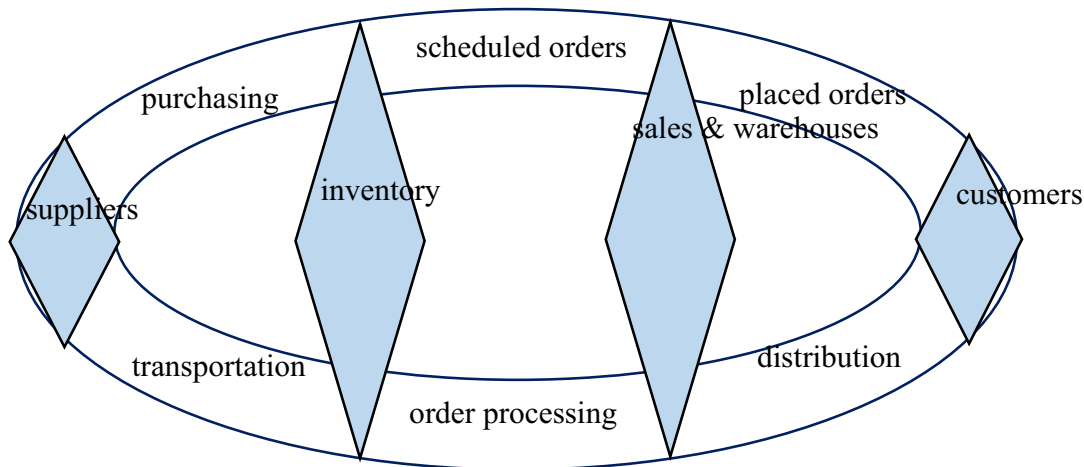 scheduled orders
purchasing
placed orders
sales & warehouses
inventory
customers
suppliers
transportation
distribution
order processing